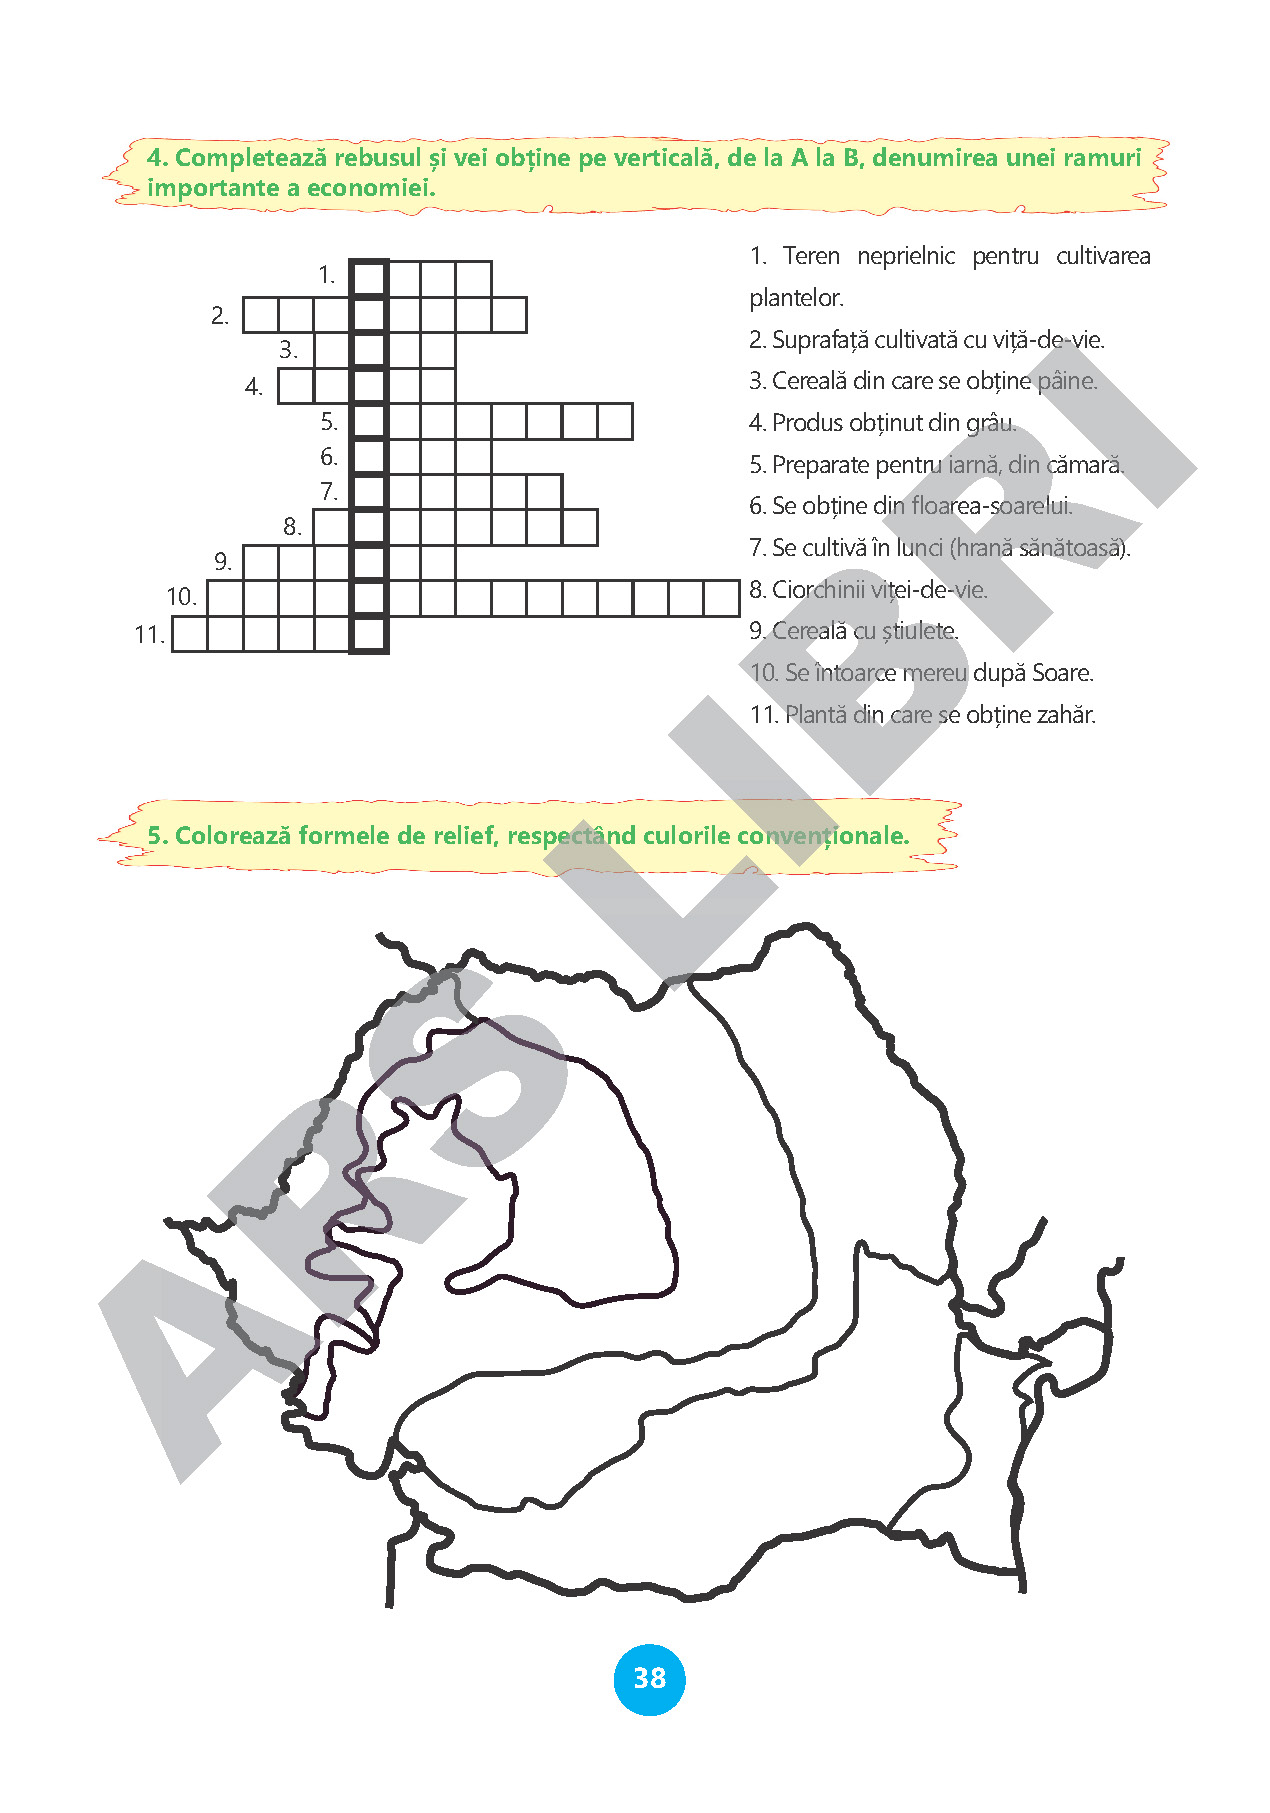 4. Completează rebusul și vei obține pe verticală, de la A la B, denumirea unei ramuri
importante a economiei.
1. Teren neprielnic pentru cultivarea
plantelor.
2. Suprafață cultivată cu viță-de-vie.
3. Cereală din care se obține pâine.
4. Produs obținut din grâu.
5. Preparate pentru iarnă, din cămară.
6. Se obține din floarea-soarelui.
7. Se cultivă în lunci (hrană sănătoasă).
8. Ciorchinii viței-de-vie.
9. Cereală cu știulete.
10. Se întoarce mereu după Soare.
11. Plantă din care se obține zahăr.
1.
2.
3.
4.
5.
6.
7.
8.
9.
10.
11.
5. Colorează formele de relief, respectând culorile convenționale.
ARS LIBRI
38